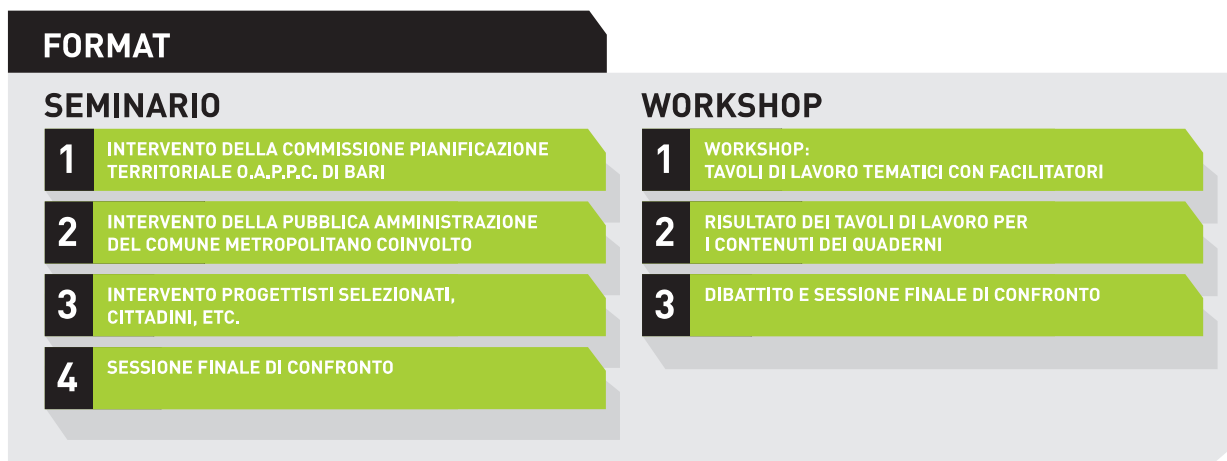 FORMAT
SEMINARIO
1
INTERVENTO DELLA COMMISSIONE PIANIFICAZIONE
TERRITORIALE O.A.P.P.C. DI BARI
2
INTERVENTO DELLA PUBBLICA AMMINISTRAZIONE
DEL COMUNE METROPOLITANO COINVOLTO
3
INTERVENTO PROGETTISTI SELEZIONATI,
CITTADINI, ETC.
4
SESSIONE FINALE DI CONFRONTO
WORKSHOP
1
WORKSHOP:
TAVOLI DI LAVORO TEMATICI CON FACILITATORI
2
RISULTATO DEI TAVOLI DI LAVORO PER
I CONTENUTI DEI QUADERNI
3
DIBATTITO E SESSIONE FINALE DI CONFRONTO